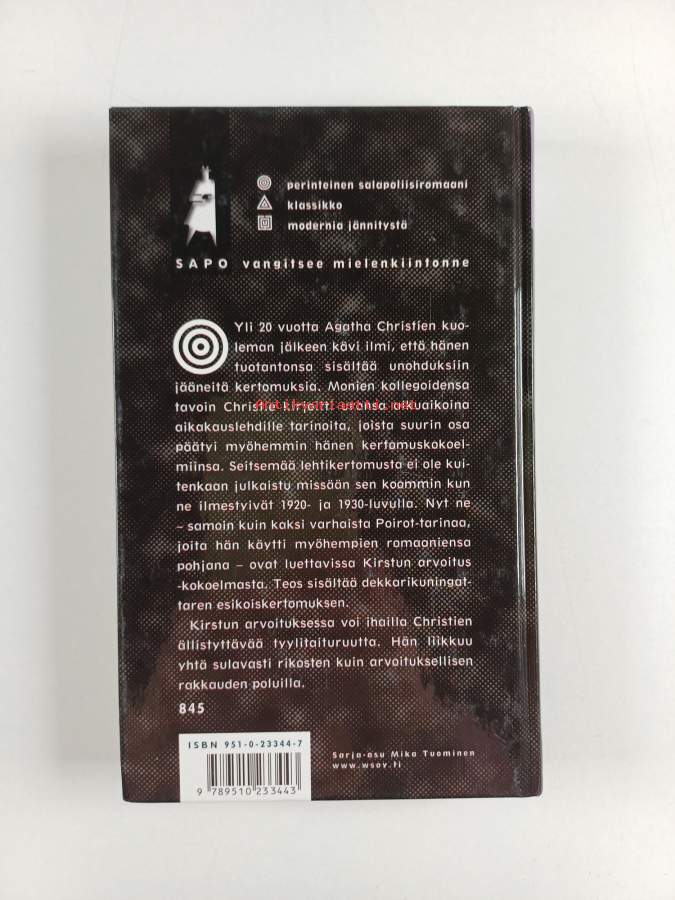 perinteinen salapoliisiromaani
klassikko
modernia jännitystä
SAPO vangitsee mielenkiintonne
Yli 20 vuotta Agatha Christien kuo-
leman jälkeen kävi ilmi, että hänen
tuotantonsa sisältää unohduksiin
jääneitä kertomuksia. Monien kollegoidensa
tavoin Christie kirjoitti uransa alkuaikoina
Antikvariaatti.net
aikakauslehdille tarinoita, joista suurin osa
päätyi myöhemmin hänen kertomuskokoel-
miinsa. Seitsemää lehtikertomusta ei ole kui-
tenkaan julkaistu missään sen koommin kun
ne ilmestyivät 1920- ja 1930-luvulla. Nyt ne
– samoin kuin kaksi varhaista Poirot-tarinaa,
joita hän käytti myöhempien romaaniensa
pohjana – ovat luettavissa Kirstun arvoitus
-kokoelmasta. Teos sisältää dekkarikuningat-
taren esikoiskertomuksen.
Kirstun arvoituksessa voi ihailla Christien
ällistyttävää tyylitaituruutta. Hän liikkuu
yhtä sulavasti rikosten kuin arvoituksellisen
rakkauden poluilla.
845
ISBN 951-0-23344-7
9 789510 233443
Sarja-asu Mika Tuominen
www.wsoy.fi